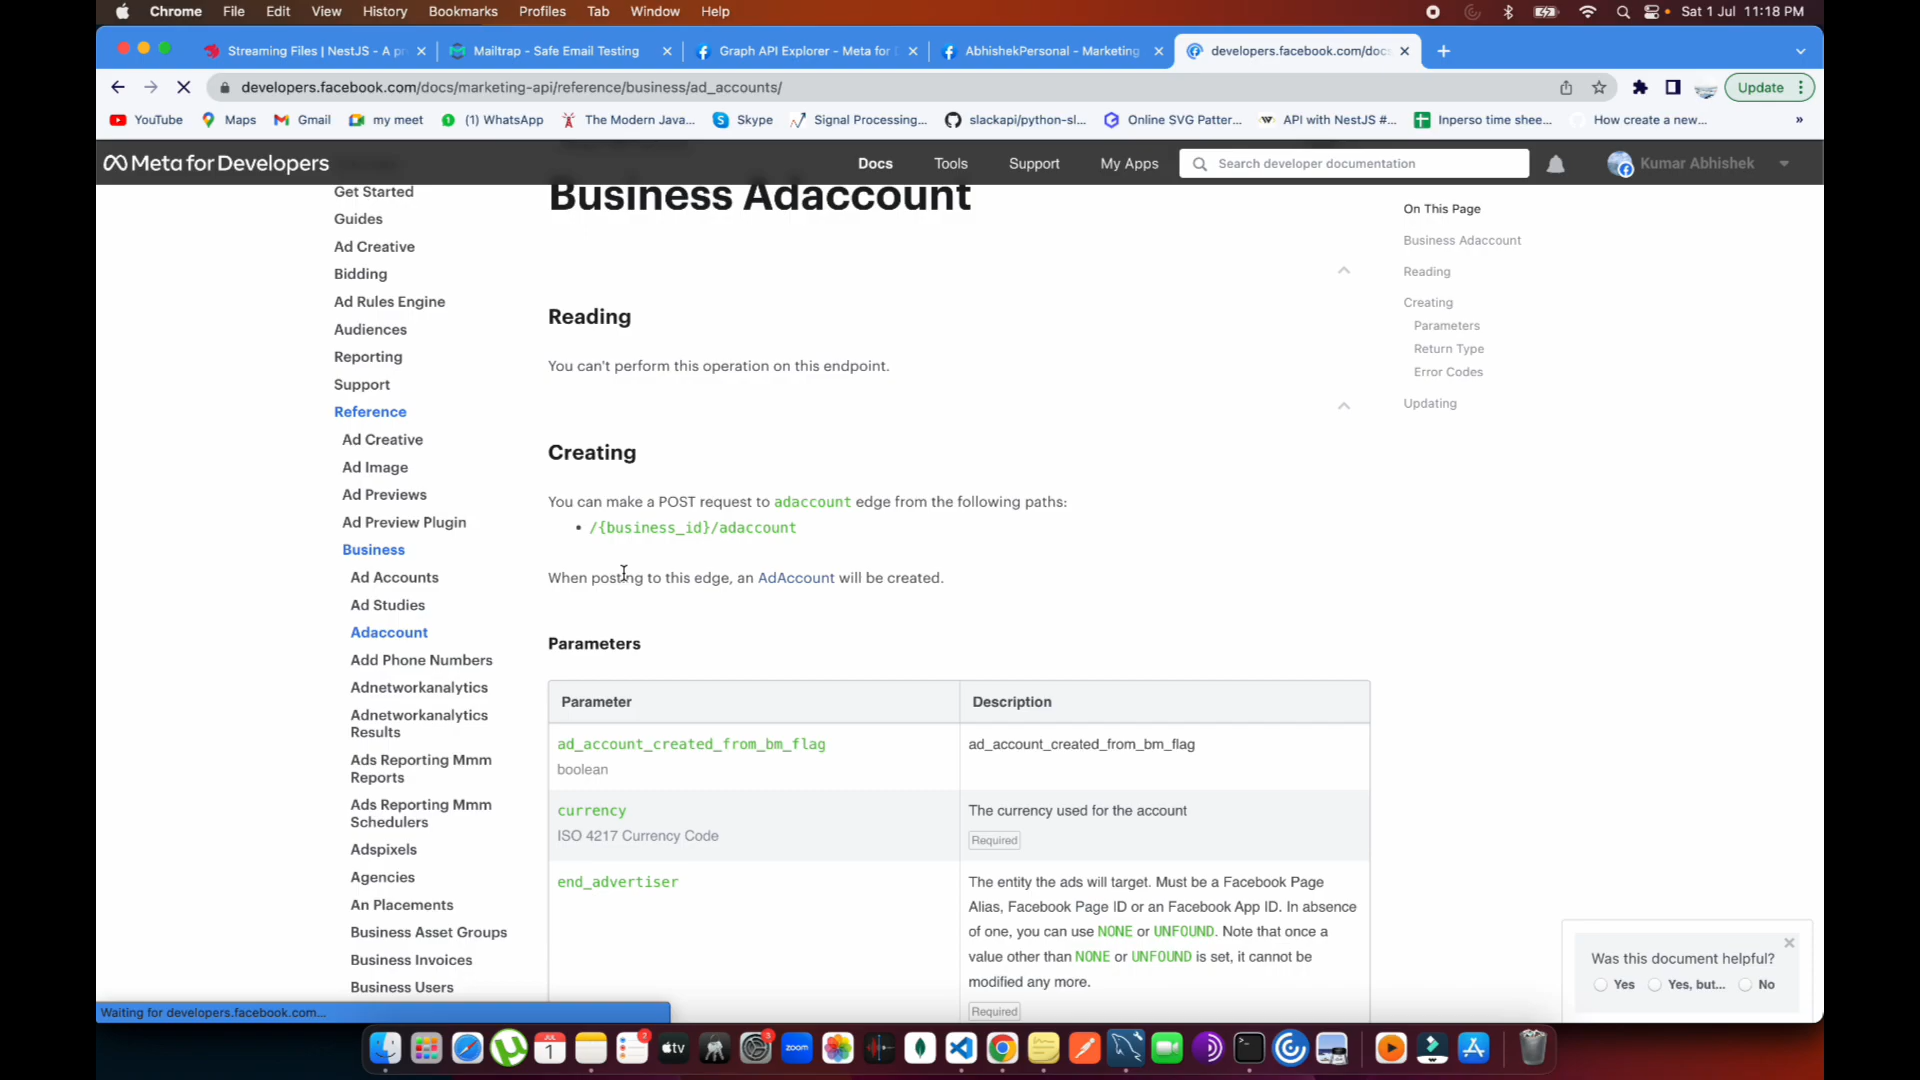 Chrome File Edit View History Bookmarks Profiles Tab Window Help Sat 1 Jul 11:18 PM
Streaming Files | NestJS - A pr Mailtrap - Safe Email Testing Graph API Explorer - Meta for AbhishekPersonal - Marketing developers.facebook.com/docs
developers.facebook.com/docs/marketing-api/reference/business/ad_accounts/ Update
YouTube Maps Gmail my meet (1) WhatsApp The Modern Java... Skype Signal Processing... slackapi/python-sl... Online SVG Patter... API with NestJS #... Inperso time shee... How create a new... »
Meta for Developers Docs Tools Support My Apps Search developer documentation Kumar Abhishek
Get Started
Guides
Ad Creative
Bidding
Ad Rules Engine
Audiences
Reporting
Support
Reference
Ad Creative
Ad Image
Ad Previews
Ad Preview Plugin
Business
Ad Accounts
Ad Studies
Adaccount
Add Phone Numbers
Adnetworkanalytics
Adnetworkanalytics
Results
Ads Reporting Mmm
Reports
Ads Reporting Mmm
Schedulers
Adspixels
Agencies
An Placements
Business Asset Groups
Business Invoices
Business Users
Business Adaccount
Reading
You can't perform this operation on this endpoint.
Creating
You can make a POST request to adaccount edge from the following paths:
• /{business_id}/adaccount
When posting to this edge, an AdAccount will be created.
Parameters
Parameter Description
ad_account_created_from_bm_flag ad_account_created_from_bm_flag
boolean
currency The currency used for the account
ISO 4217 Currency Code Required
end_advertiser The entity the ads will target. Must be a Facebook Page
Alias, Facebook Page ID or an Facebook App ID. In absence
of one, you can use NONE or UNFOUND. Note that once a
value other than NONE or UNFOUND is set, it cannot be
modified any more.
Required
On This Page
Business Adaccount
Reading
Creating
Parameters
Return Type
Error Codes
Updating
Was this document helpful?
Yes Yes, but... No
Waiting for developers.facebook.com...
JUL
1
tv
zoom